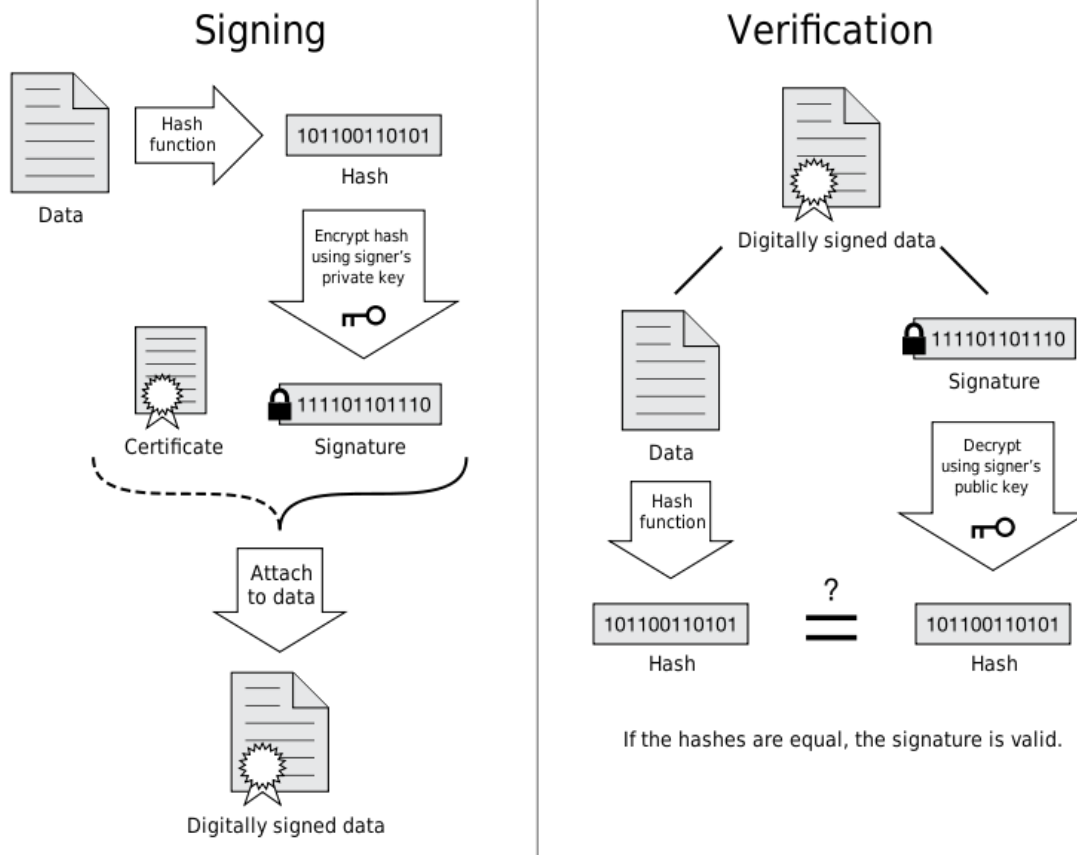 Signing
Hash
function
101100110101
Hash
Data
Encrypt hash
using signer's
private key
111101101110
Certificate
Signature
Attach
to data
Digitally signed data
Verification
Digitally signed data
111101101110
Signature
Data
Decrypt
using signer's
public key
Hash
function
?
101100110101
101100110101
Hash
Hash
If the hashes are equal, the signature is valid.